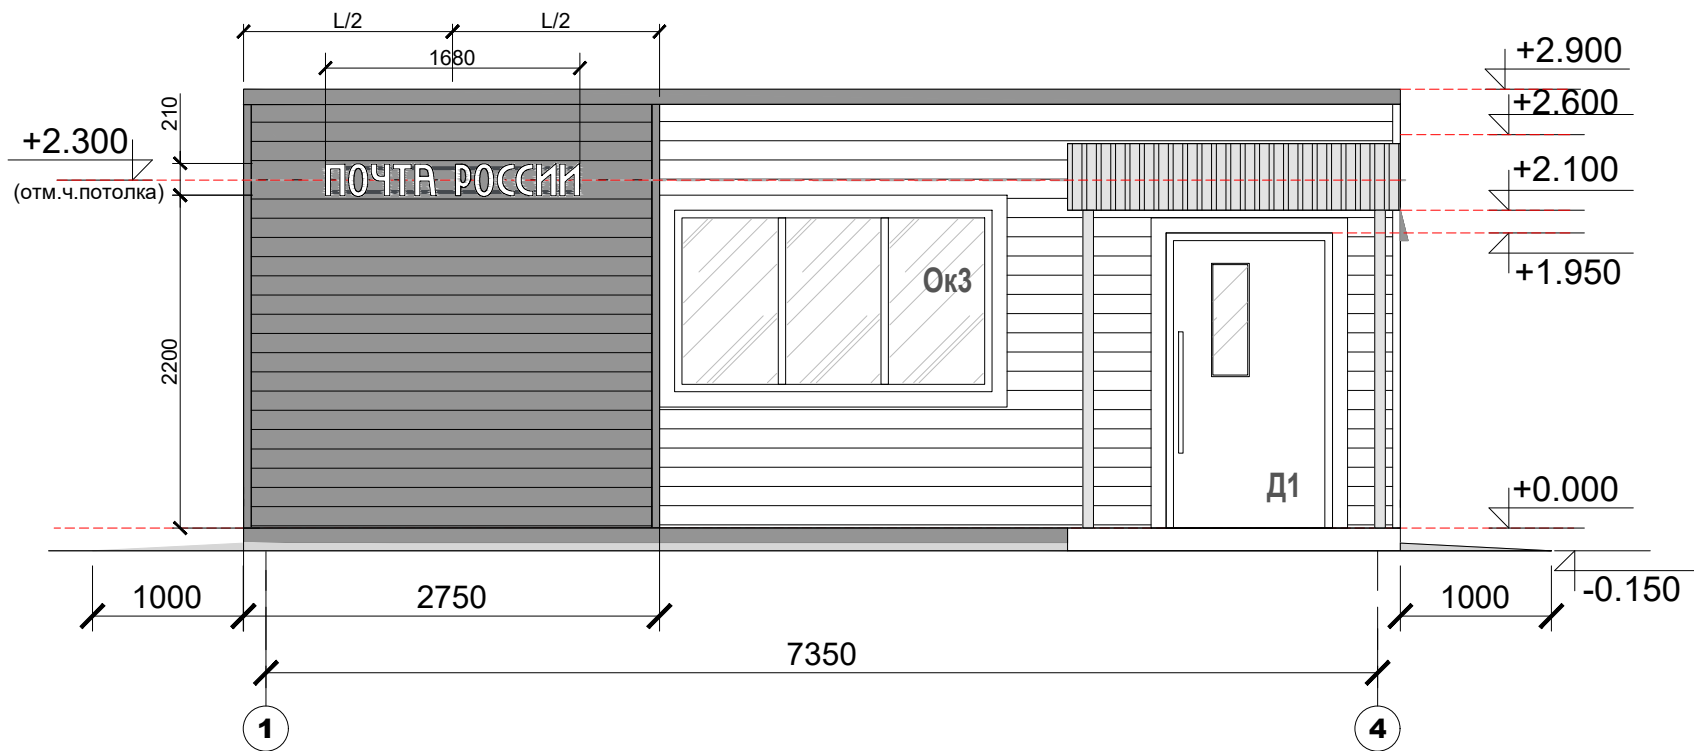 L/2 L/2
1680
+2.900
+2.600
210
+2.300
(отм.ч.потолка)
ПОЧТА РОССИИ
+2.100
Ок3
+1.950
2200
Д1
+0.000
-0.150
1000 2750 1000
7350
1 4